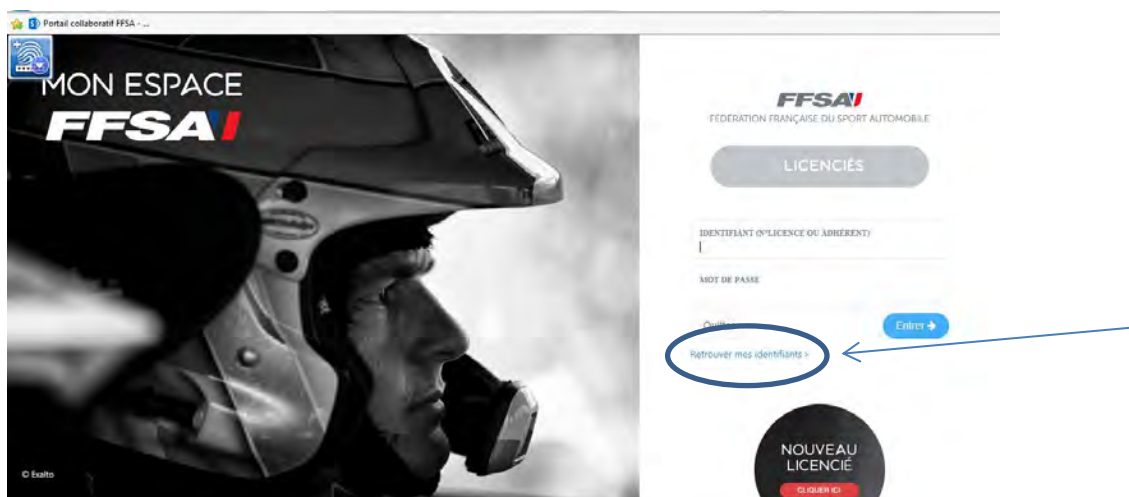 Portail collaboratif FFSA - ...
MON ESPACE
FFSA
FFSA
FÉDÉRATION FRANÇAISE DU SPORT AUTOMOBILE
LICENCIÉS
IDENTIFIANT (N°LICENCE OU ADHÉRENT)
MOT DE PASSE
Entrer
Retrouver mes identifiants >
NOUVEAU
LICENCIÉ
CLIQUER ICI
© Exalto